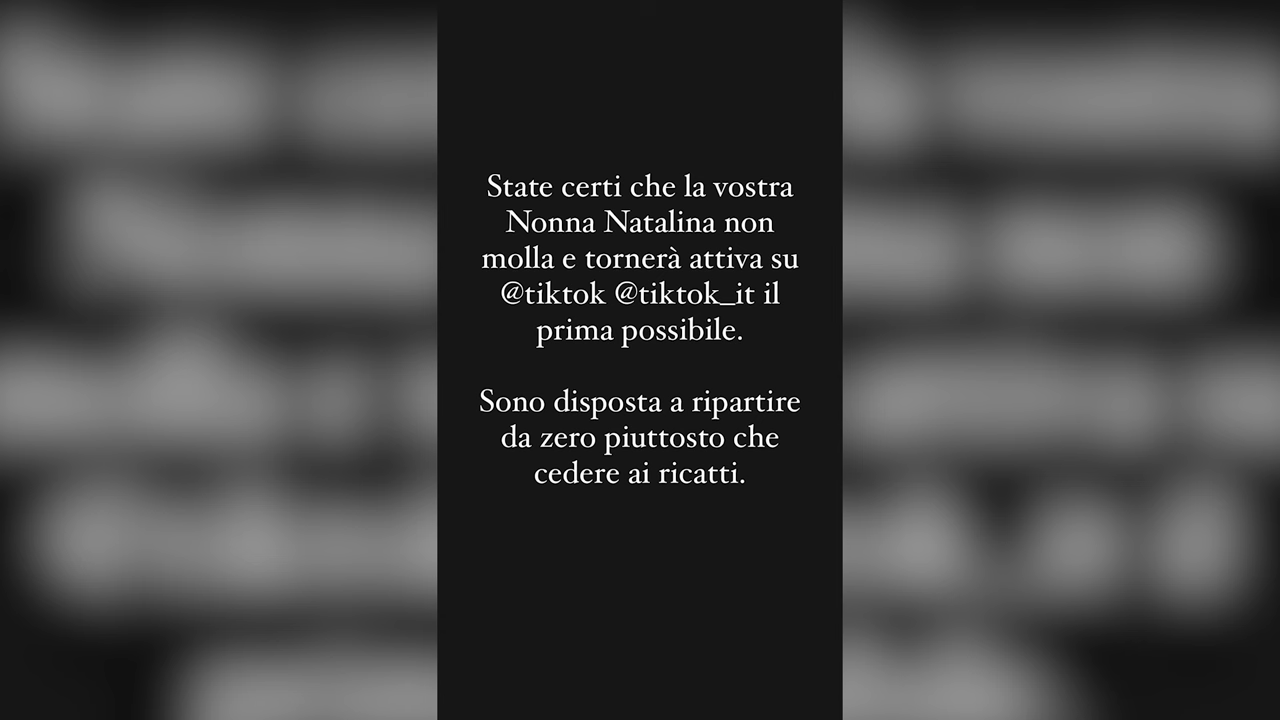 State certi che la vostra
Nonna Natalina non
molla e tornerà attiva su
@tiktok @tiktok_it il
prima possibile.
Sono disposta a ripartire
da zero piuttosto che
cedere ai ricatti.